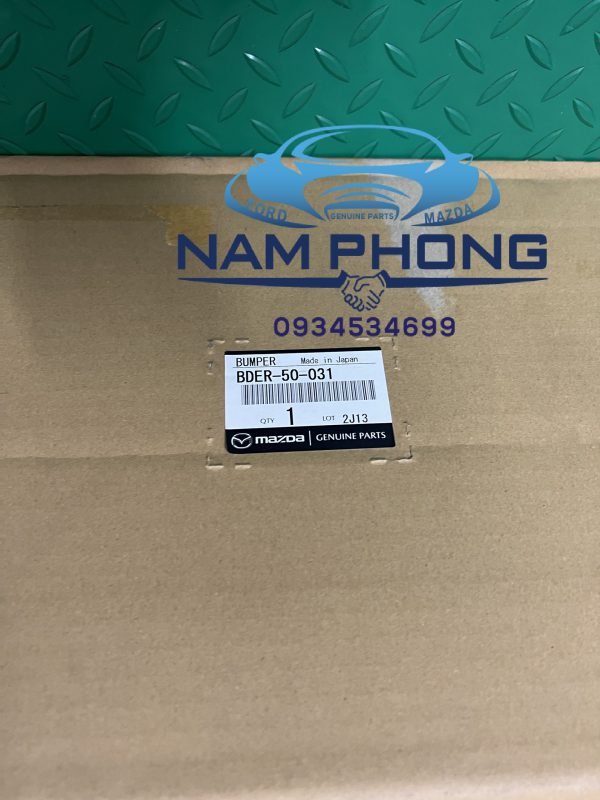 FORD
GENUINE PARTS
MAZDA
NAM PHONG
0934534699
BUMPER Made in Japan
BDER-50-031
QTY 1 LOT 2J13
mazda GENUINE PARTS